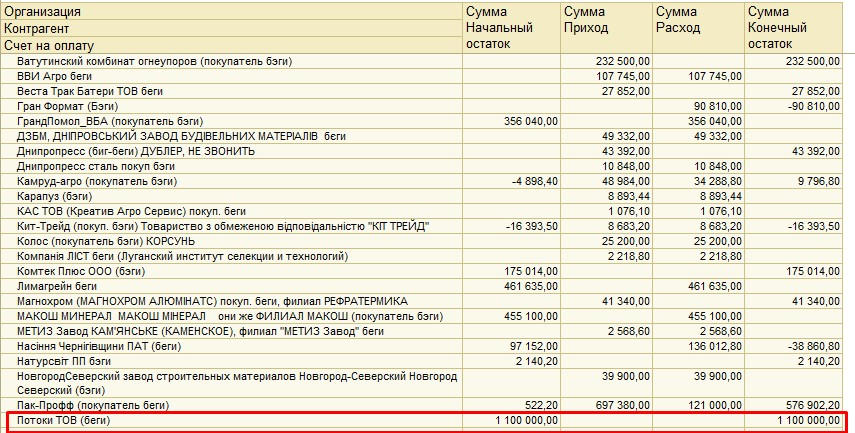 Организация Сумма Сумма Сумма Сумма
Контрагент Начальный Приход Расход Конечный
Счет на оплату остаток остаток
Ватутинский комбинат огнеупоров (покупатель бэги) 232 500,00 232 500,00
ВВИ Агро беги 107 745,00 107 745,00
Веста Трак Батери ТОВ беги 27 852,00 27 852,00
Гран Формат (Бэги) 90 810,00 -90 810,00
ГрандПомол_ВБА (покупатель бэги) 356 040,00 356 040,00
ДЗБМ, ДНІПРОВСЬКИЙ ЗАВОД БУДІВЕЛЬНИХ МАТЕРІАЛІВ бєги 49 332,00 49 332,00
Днипропресс (биг-беги) ДУБЛЕР, НЕ ЗВОНИТЬ 43 392,00 43 392,00
Днипропресс сталь покуп бэги 10 848,00 10 848,00
Камруд-агро (покупатель бэги) -4 898,40 48 984,00 34 288,80 9 796,80
Карапуз (бэги) 8 893,44 8 893,44
КАС ТОВ (Креатив Агро Сервис) покуп. беги 1 076,10 1 076,10
Кит-Трейд (покуп. бэги) Товариство з обмеженою відповідальністю "КІТ ТРЕЙД" -16 393,50 8 683,20 8 683,20 -16 393,50
Колос (покупатель бэги) КОРСУНЬ 25 200,00 25 200,00
Компанія ЛІСТ беги (Луганский институт селекции и технологий) 2 218,80 2 218,80
Комтек Плюс ООО (бэги) 175 014,00 175 014,00
Лимагрейн беги 461 635,00 461 635,00
Магнохром (МАГНОХРОМ АЛЮМІНАТС) покуп. беги, филиал РЕФРАТЕРМИКА 41 340,00 41 340,00
МАКОШ МИНЕРАЛ МАКОШ МІНЕРАЛ они же ФИЛИАЛ МАКОШ (покупатель бэги) 455 100,00 455 100,00
МЕТИЗ Завод КАМ'ЯНСЬКЕ (КАМЕНСКОЕ), филиал "МЕТИЗ Завод" беги 2 568,60 2 568,60
Насіння Чернігівщини ПАТ (беги) 97 152,00 136 012,80 -38 860,80
Натурсвіт ПП бэги 2 140,20 2 140,20
НовгородСеверский завод строительных материалов Новгород-Северский Новгород 39 900,00 39 900,00
Северский (бэги)
Пак-Профф (покупатель беги) 522,20 697 380,00 121 000,00 576 902,20
Потоки ТОВ (беги) 1 100 000,00 1 100 000,00